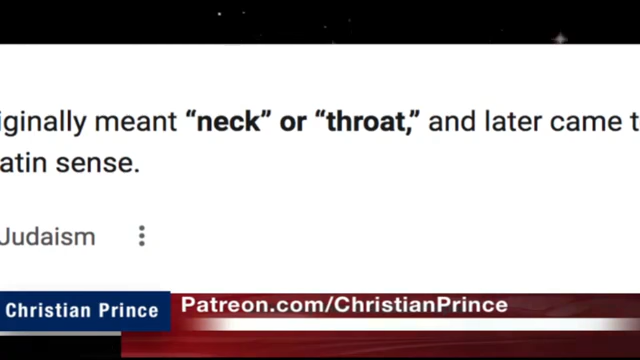 iginally meant “neck” or “throat,” and later came t
atin sense.
Judaism
Christian Prince
Patreon.com/ChristianPrince